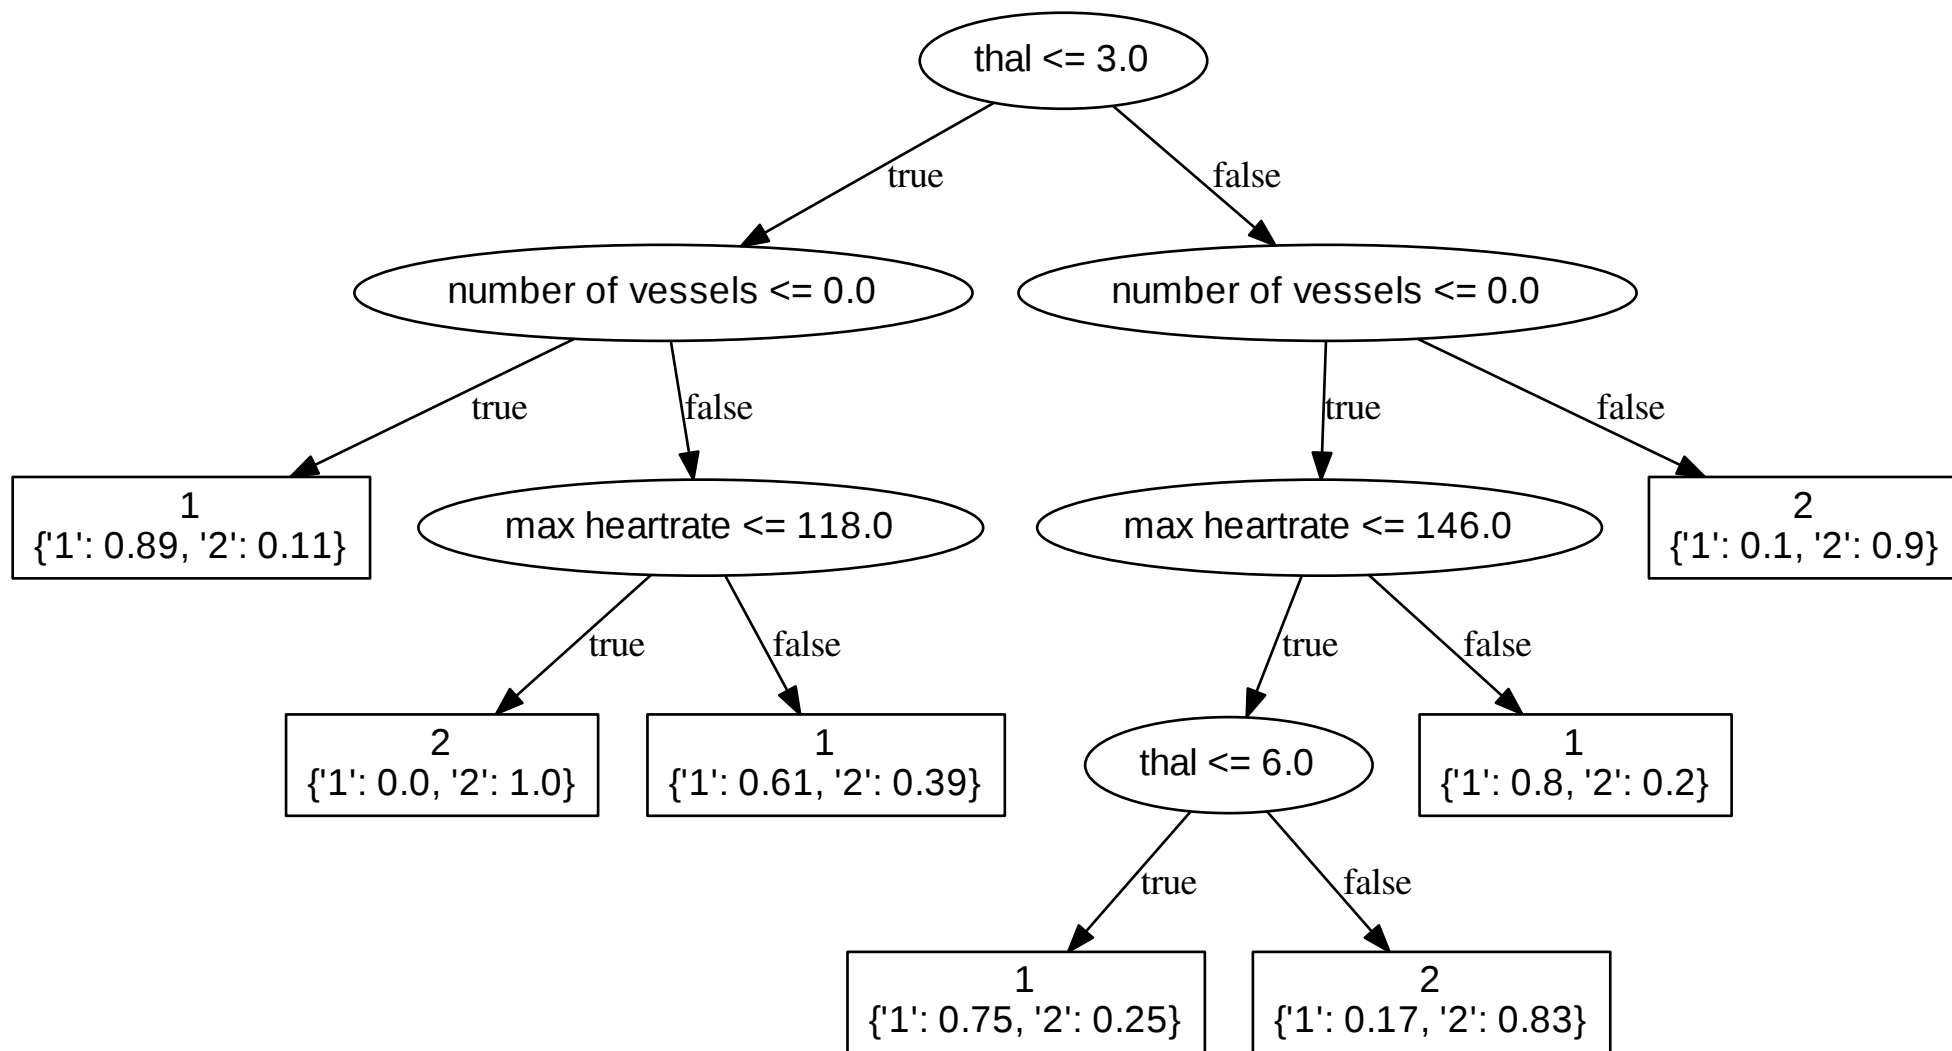 thal <= 3.0
true
false
number of vessels <= 0.0
number of vessels <= 0.0
true
false
true
false
1
{'1': 0.89, '2': 0.11}
max heartrate <= 118.0
max heartrate <= 146.0
2
{'1': 0.1, '2': 0.9}
true
false
true
false
2
{'1': 0.0, '2': 1.0}
1
{'1': 0.61, '2': 0.39}
thal <= 6.0
1
{'1': 0.8, '2': 0.2}
true
false
1
{'1': 0.75, '2': 0.25}
2
{'1': 0.17, '2': 0.83}